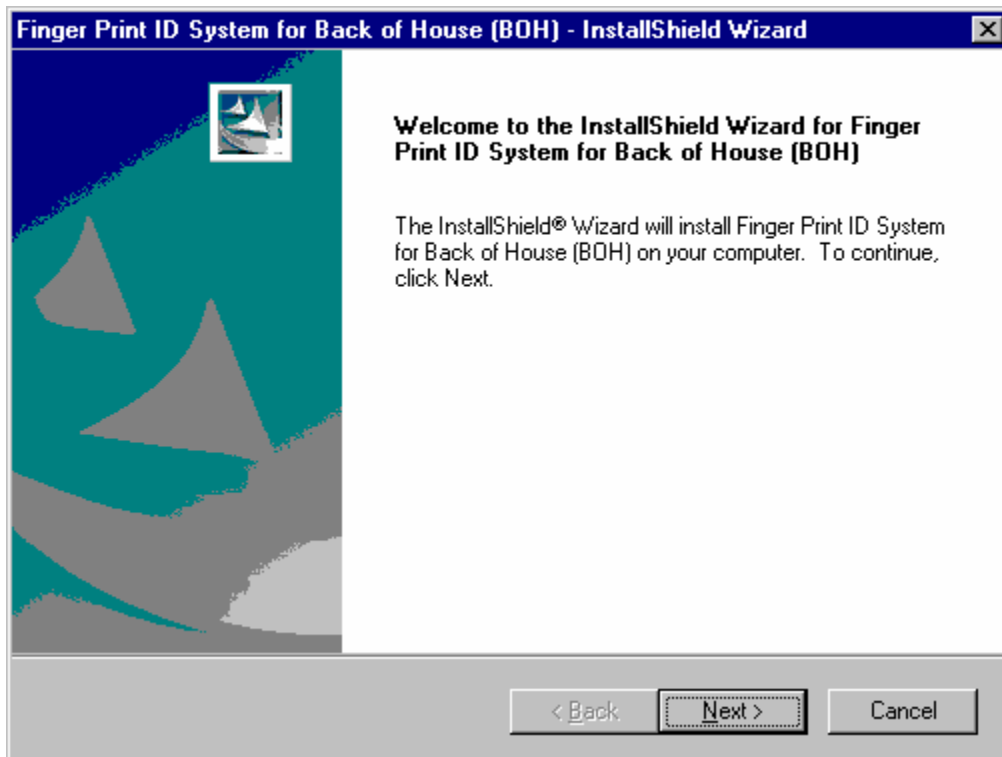 Finger Print ID System for Back of House (BOH) - InstallShield Wizard
Welcome to the InstallShield Wizard for Finger
Print ID System for Back of House (BOH)
The InstallShield® Wizard will install Finger Print ID System
for Back of House (BOH) on your computer.  To continue,
click Next.
< Back
Next >
Cancel